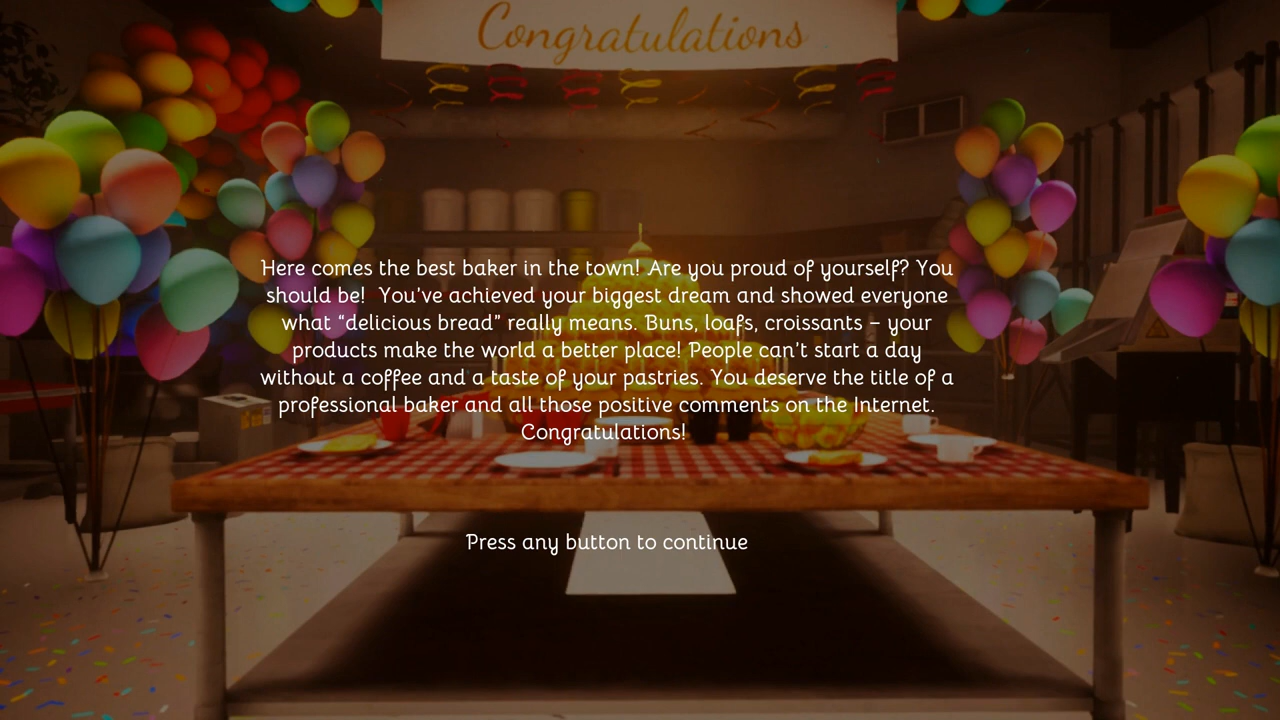 Congratulations
Here comes the best baker in the town! Are you proud of yourself? You
should be!  You've achieved your biggest dream and showed everyone
what “delicious bread” really means. Buns, loafs, croissants – your
products make the world a better place! People can't start a day
without a coffee and a taste of your pastries. You deserve the title of a
professional baker and all those positive comments on the Internet.
Congratulations!
Press any button to continue